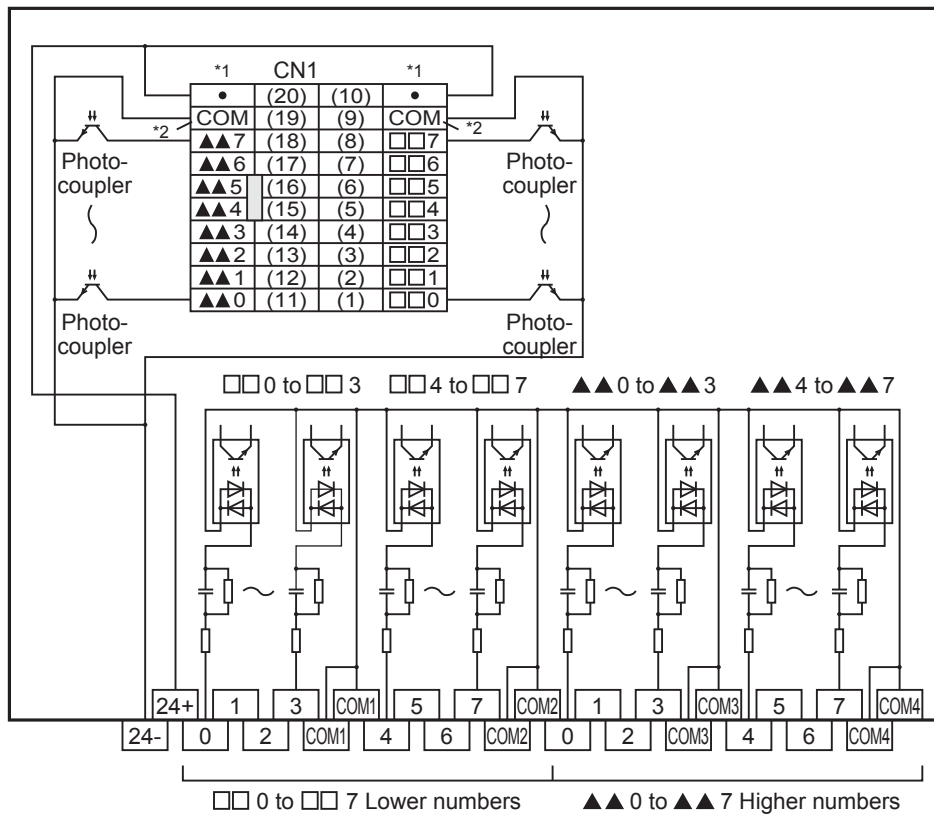 *1 CN1 *1
• (20) (10) •
COM (19) (9) COM
*2 *2
▲▲7 (18) (8) □□7
▲▲6 (17) (7) □□6
▲▲5 (16) (6) □□5
▲▲4 (15) (5) □□4
▲▲3 (14) (4) □□3
▲▲2 (13) (3) □□2
▲▲1 (12) (2) □□1
▲▲0 (11) (1) □□0
Photo-
coupler
Photo-
coupler
Photo-
coupler
Photo-
coupler
□□0 to □□ 3 □□4 to □□ 7 ▲▲0 to ▲▲ 3 ▲▲4 to ▲▲ 7
24+ 1 3 COM1 5 7 COM2 1 3 COM3 5 7 COM4
24- 0 2 COM1 4 6 COM2 0 2 COM3 4 6 COM4
□□ 0 to □□ 7 Lower numbers ▲▲ 0 to ▲▲ 7 Higher numbers